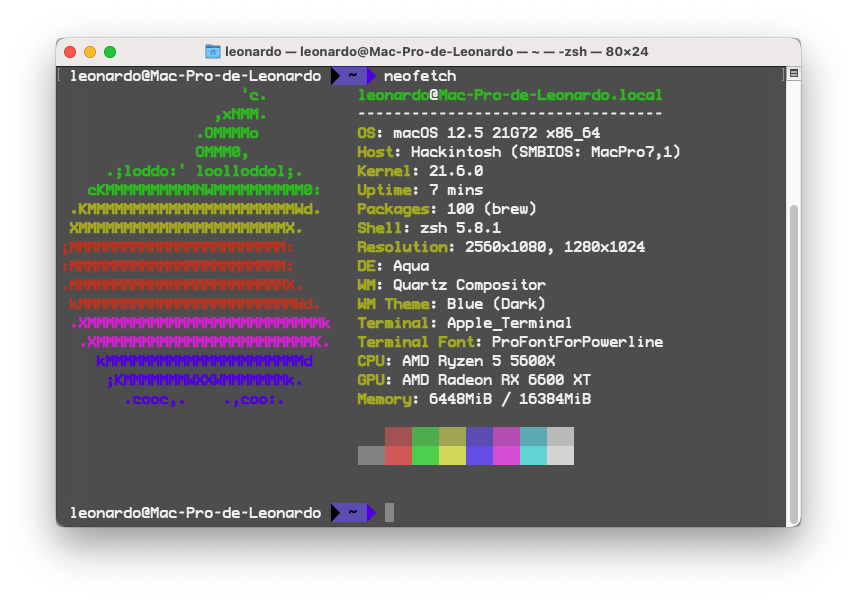 leonardo — leonardo@Mac-Pro-de-Leonardo — ~ — -zsh — 80×24
[ leonardo@Mac-Pro-de-Leonardo ~ neofetch ]
'c. leonardo@Mac-Pro-de-Leonardo.local
,xNMM. ----------------------------------
.OMMMMo OS: macOS 12.5 21G72 x86_64
OMMM0, Host: Hackintosh (SMBIOS: MacPro7,1)
.;loddo:' loolloddol;. Kernel: 21.6.0
cKMMMMMMMMMMNWMMMMMMMMMM0: Uptime: 7 mins
.KMMMMMMMMMMMMMMMMMMMMMMMWd. Packages: 100 (brew)
XMMMMMMMMMMMMMMMMMMMMMMMX. Shell: zsh 5.8.1
;MMMMMMMMMMMMMMMMMMMMMMMM: Resolution: 2560x1080, 1280x1024
:MMMMMMMMMMMMMMMMMMMMMMMM: DE: Aqua
.MMMMMMMMMMMMMMMMMMMMMMMMX. WM: Quartz Compositor
kMMMMMMMMMMMMMMMMMMMMMMMMWd. WM Theme: Blue (Dark)
.XMMMMMMMMMMMMMMMMMMMMMMMMMMk Terminal: Apple_Terminal
.XMMMMMMMMMMMMMMMMMMMMMMMMK. Terminal Font: ProFontForPowerline
kMMMMMMMMMMMMMMMMMMMMMMd CPU: AMD Ryzen 5 5600X
;KMMMMMMMWXXWMMMMMMMk. GPU: AMD Radeon RX 6600 XT
.cooc,. .,coo:. Memory: 6448MiB / 16384MiB
leonardo@Mac-Pro-de-Leonardo ~